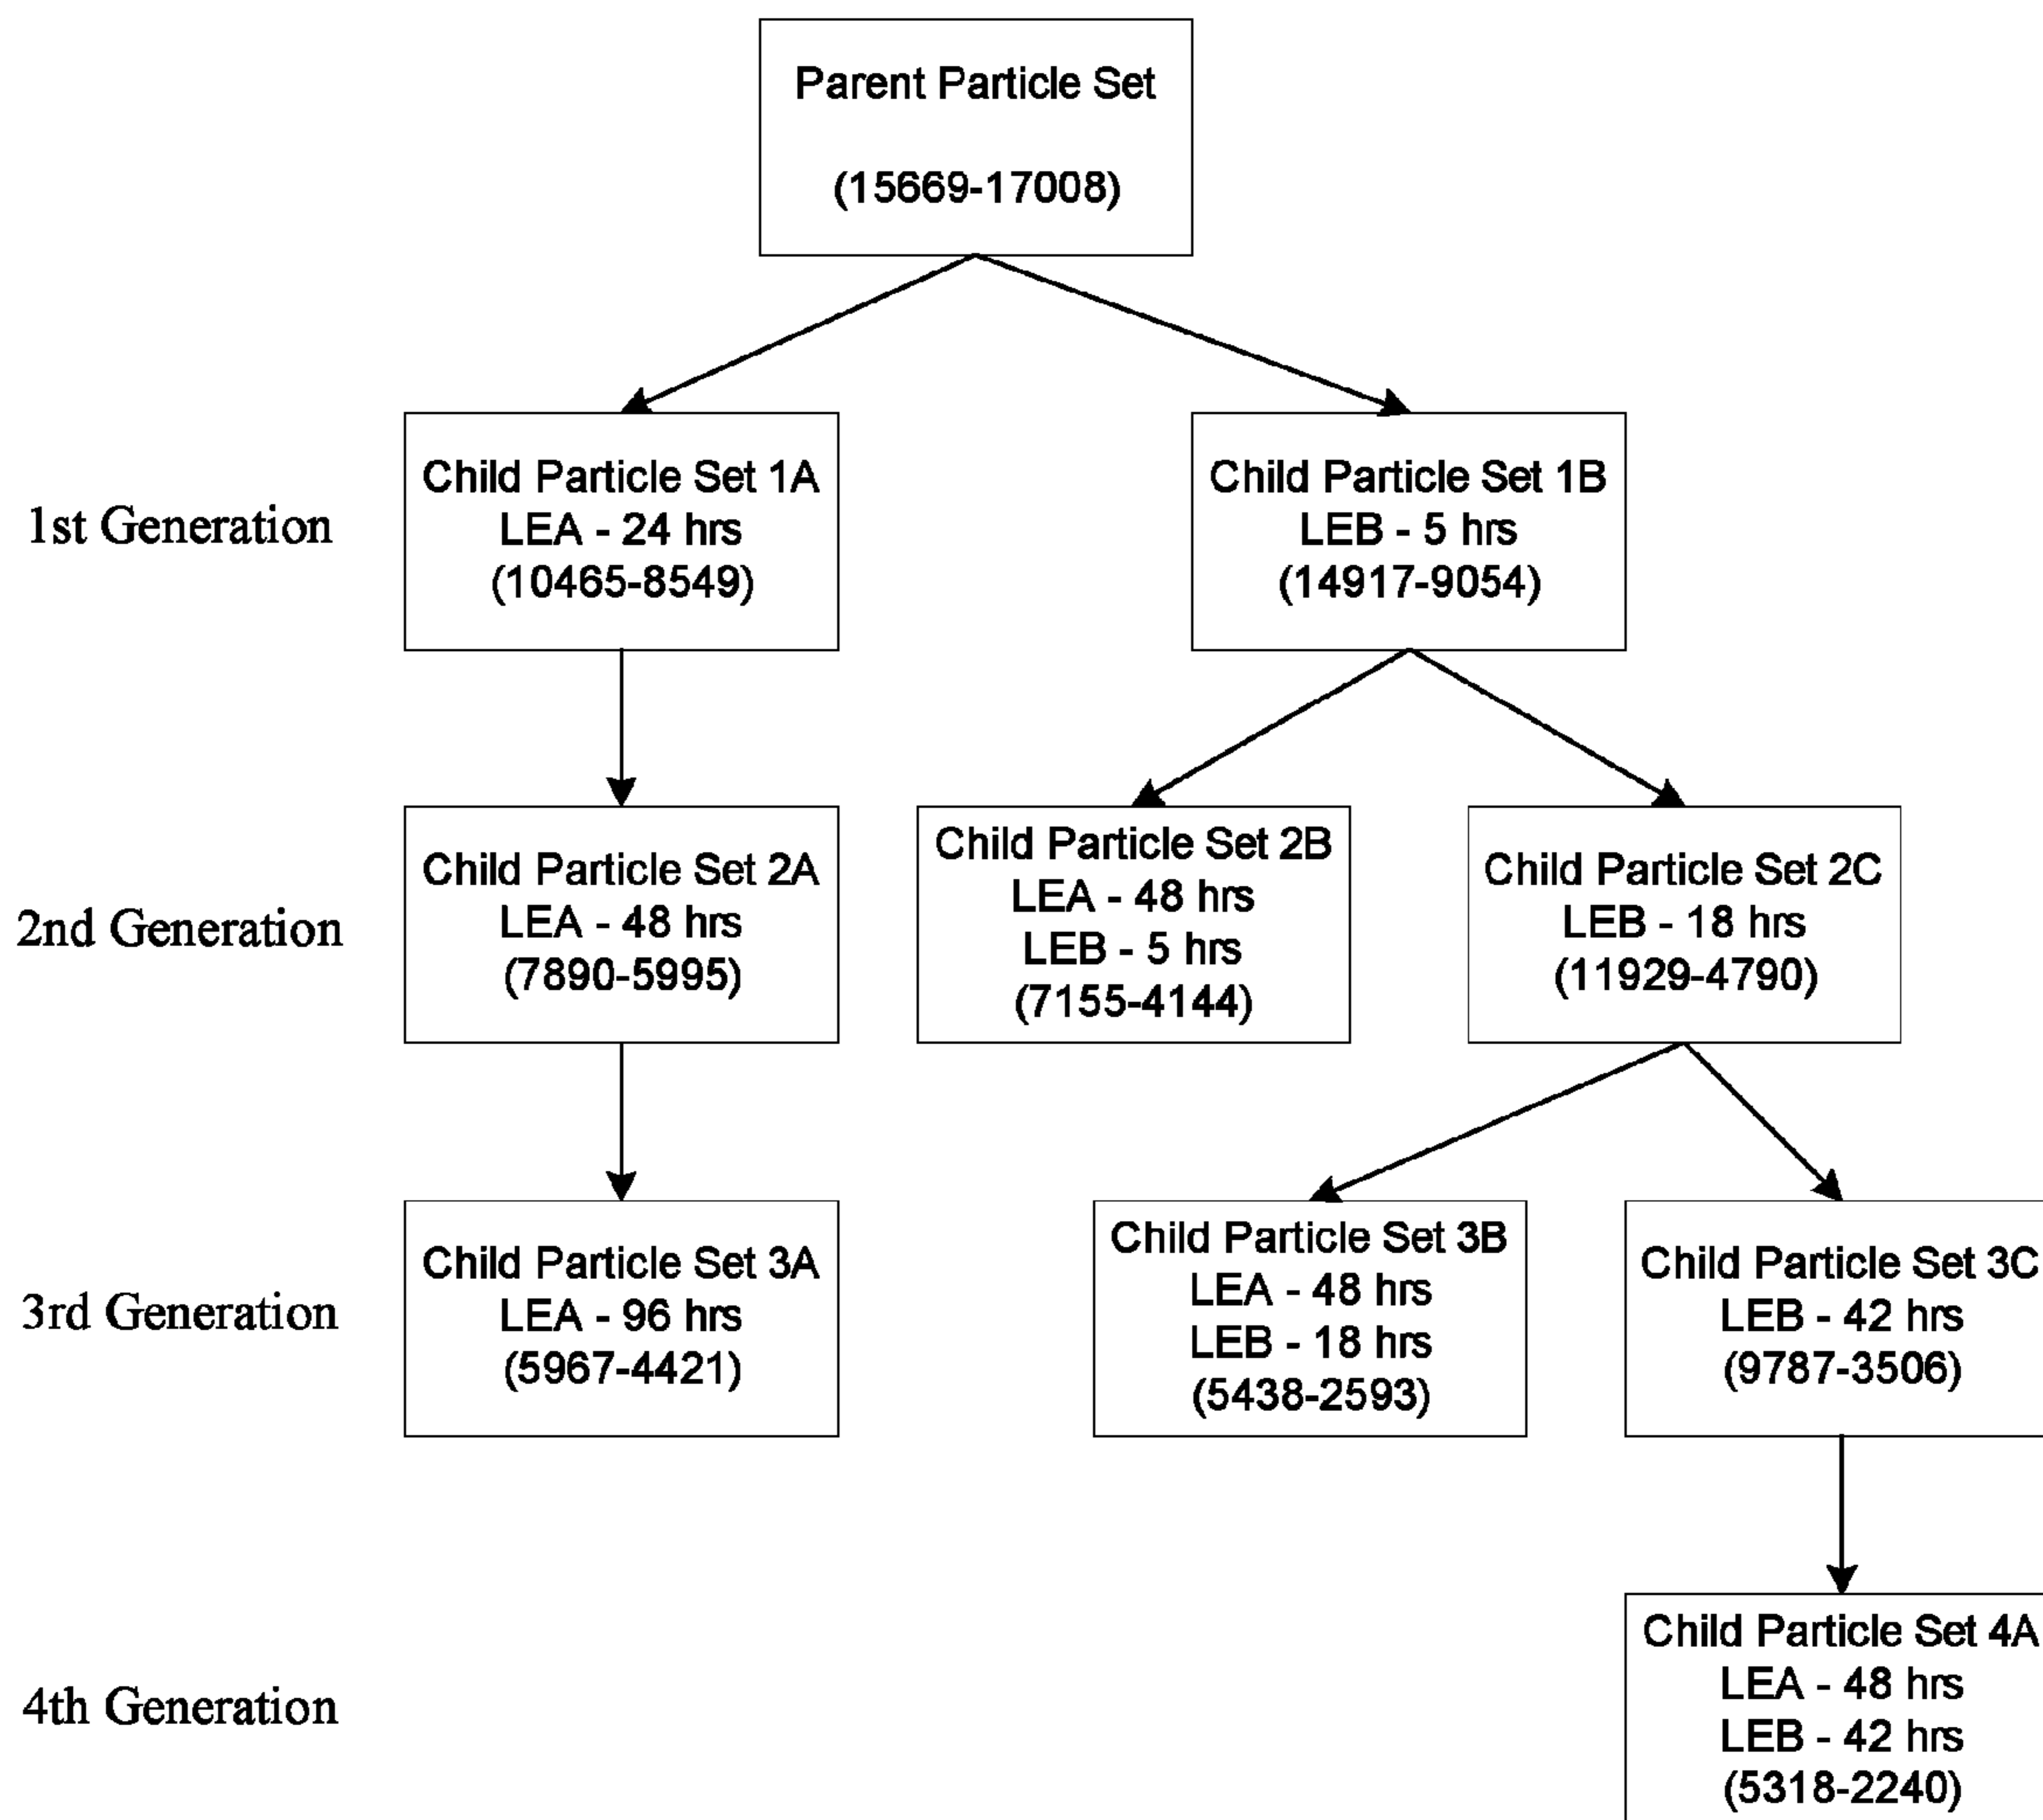 Parent Particle Set
(15669-17008)
1st Generation
Child Particle Set 1A
LEA - 24 hrs
(10465-8549)
Child Particle Set 1B
LEB - 5 hrs
(14917-9054)
2nd Generation
Child Particle Set 2A
LEA - 48 hrs
(7890-5995)
Child Particle Set 2B
LEA - 48 hrs
LEB - 5 hrs
(7155-4144)
Child Particle Set 2C
LEB - 18 hrs
(11929-4790)
3rd Generation
Child Particle Set 3A
LEA - 96 hrs
(5967-4421)
Child Particle Set 3B
LEA - 48 hrs
LEB - 18 hrs
(5438-2593)
Child Particle Set 3C
LEB - 42 hrs
(9787-3506)
4th Generation
Child Particle Set 4A
LEA - 48 hrs
LEB - 42 hrs
(5318-2240)